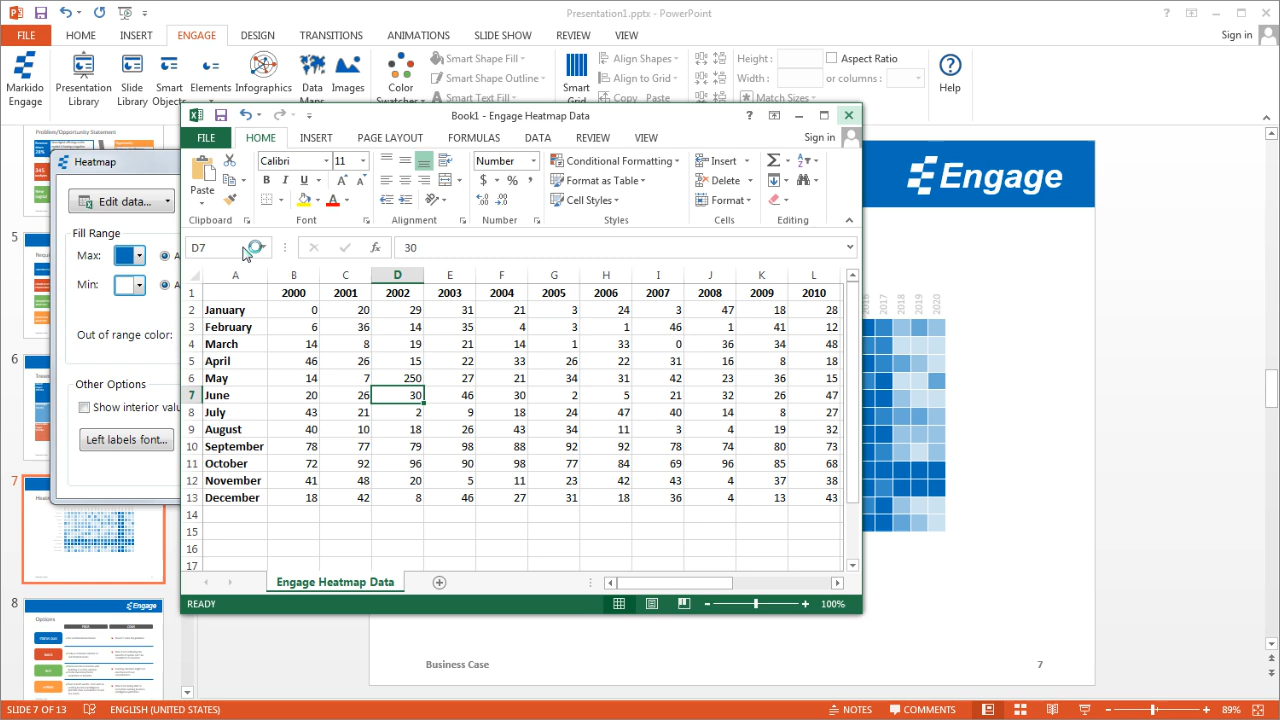 Presentation1.pptx - PowerPoint
FILE HOME INSERT ENGAGE DESIGN TRANSITIONS ANIMATIONS SLIDE SHOW REVIEW VIEW Sign in
Markido Engage
Presentation Library
Slide Library
Smart Objects
Elements
Infographics
Data Maps
Images
Color Swatches
Smart Shape Fill
Smart Shape Outline
Smart Text Fill
Smart Grid
Align Shapes
Align to Grid
Copy Paste
Height:
Width:
Aspect Ratio
or columns :
Match Sizes
Help
Problem/Opportunity Statement
5
6
7
8
Engage
Options
Heatmap
Edit data...
Fill Range
Max:
Min:
Out of range color:
Other Options
Show interior valu
Left labels font...
Book1 - Engage Heatmap Data
FILE HOME INSERT PAGE LAYOUT FORMU DATA REVIEW VIEW Sign in
Paste
Calibri 11
Number
Conditional Formatting
Format as Table
Cell Styles
Insert
Delete
Format
Clipboard Font Alignment Number Styles Cells Editing
D7 30
A B C D E F G H I J K L
1 2000 2001 2002 2003 2004 2005 2006 2007 2008 2009 2010
2 January 0 20 29 31 21 3 24 3 47 18 28
3 February 6 36 14 35 4 3 1 46 41 12
4 March 14 8 19 21 14 1 33 0 36 34 48
5 April 46 26 15 22 33 26 22 31 16 8 18
6 May 14 7 250 27 21 34 31 42 23 36 15
7 June 20 26 30 46 30 2 5 21 32 26 47
8 July 43 21 2 9 18 24 47 40 14 8 27
9 August 40 10 18 26 43 34 11 3 4 19 32
10 September 78 77 79 98 88 92 92 78 74 80 73
11 October 72 92 96 90 98 77 84 69 96 85 68
12 November 41 48 20 5 11 23 42 43 4 37 38
13 December 18 42 8 46 27 31 18 36 4 13 43
14
15
16
17
Engage Heatmap Data
READY 100%
Engage
2017 2018 2019 2020
Business Case 7
SLIDE 7 OF 13 ENGLISH (UNITED STATES) NOTES COMMENTS 89%